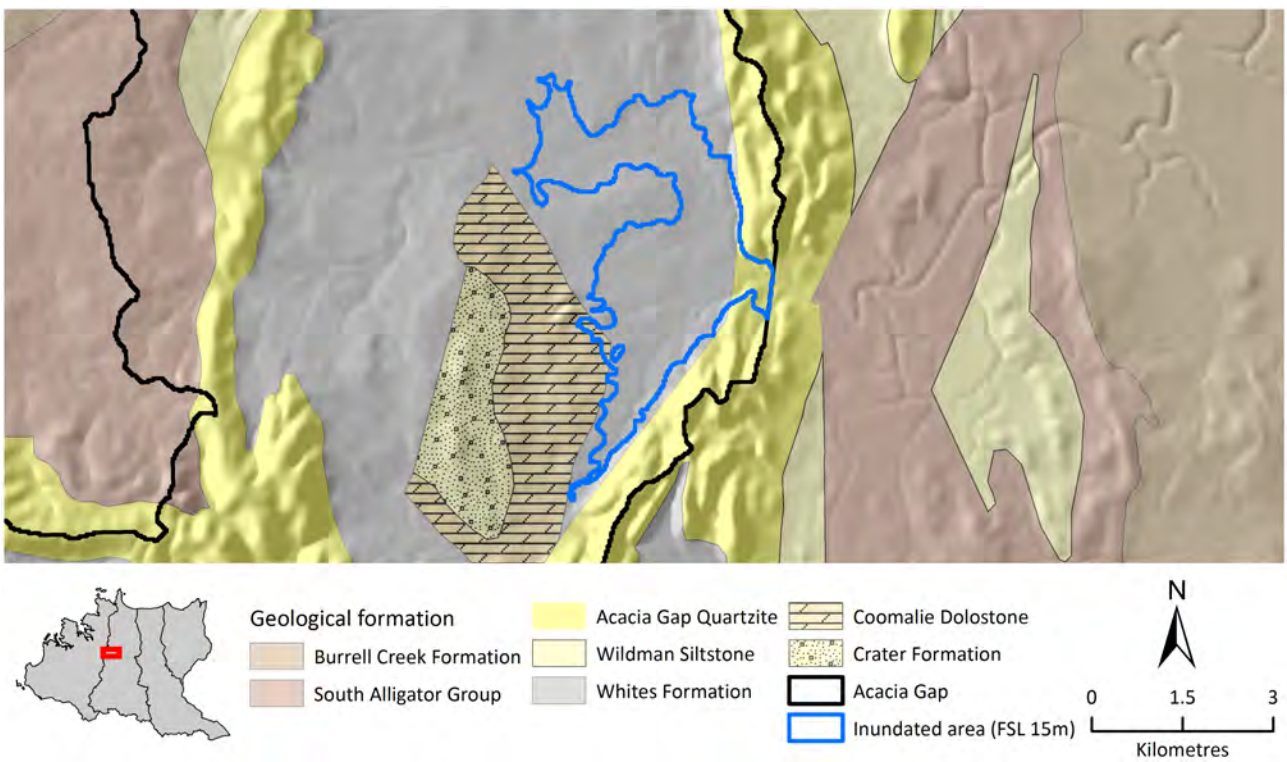 Geological formation
Burrell Creek Formation
South Alligator Group
Acacia Gap Quartzite
Wildman Siltstone
Whites Formation
Coomalie Dolostone
Crater Formation
Acacia Gap
Inundated area (FSL 15m)
N
0 1.5 3
Kilometres